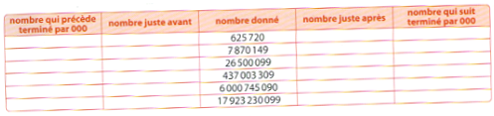 nombre qui précède terminé par 000 | nombre juste avant | nombre donné | nombre juste après | nombre qui suit terminé par 000
625 720
7 870 149
26 500 099
437 003 309
6 000 745 090
17 923 230 099